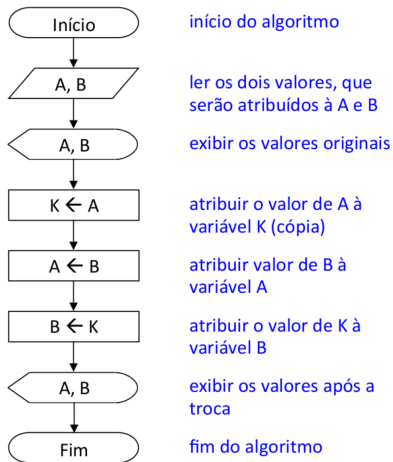 Início
início do algoritmo
A, B
ler os dois valores, que
serão atribuídos à A e B
A, B
exibir os valores originais
K ← A
atribuir o valor de A à
variável K (cópia)
A ← B
atribuir valor de B à
variável A
B ← K
atribuir o valor de K à
variável B
A, B
exibir os valores após a
troca
Fim
fim do algoritmo